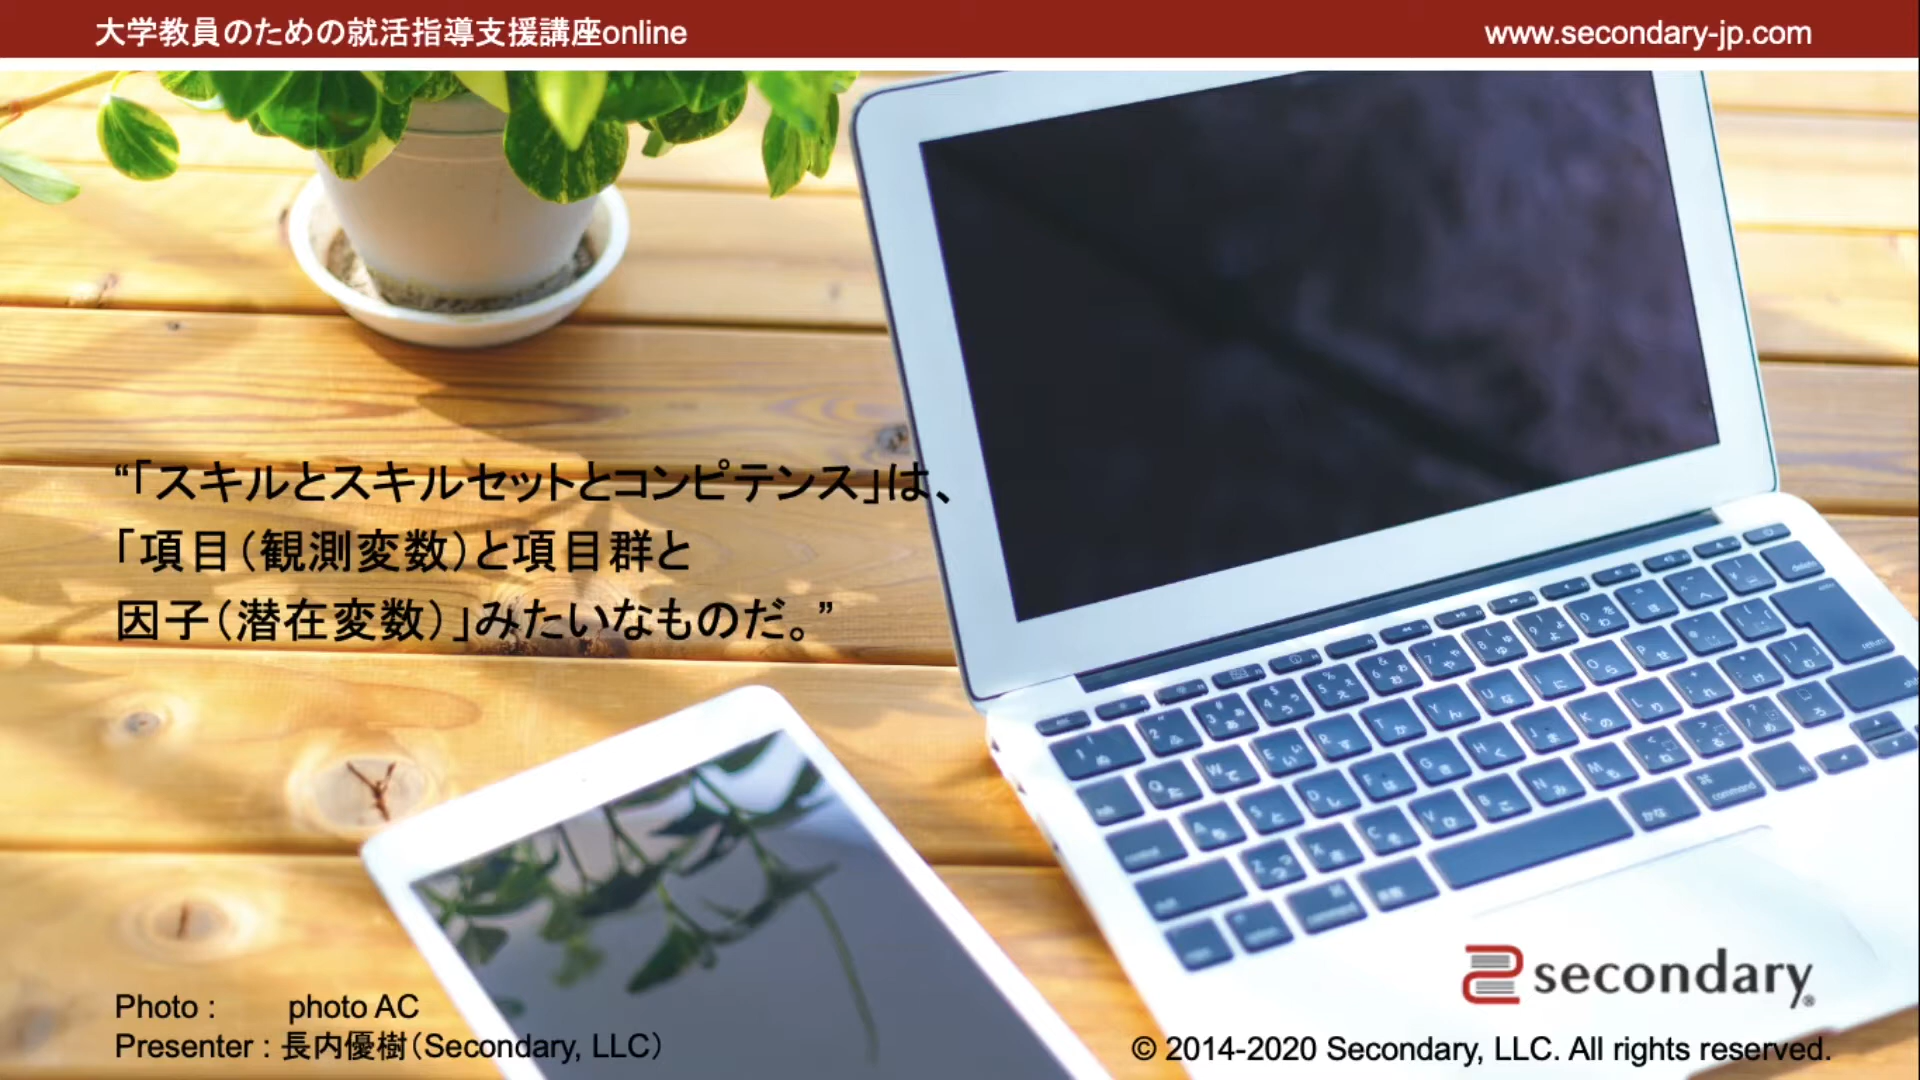 大学教員のための就活指導支援講座online
www.secondary-jp.com
“「スキルとスキルセットとコンピテンス」は、
「項目（観測変数）と項目群と
因子（潜在変数）」みたいなものだ。”
secondary®
Photo : photo AC
Presenter : 長内優樹（Secondary, LLC）
© 2014-2020 Secondary, LLC. All rights reserved.